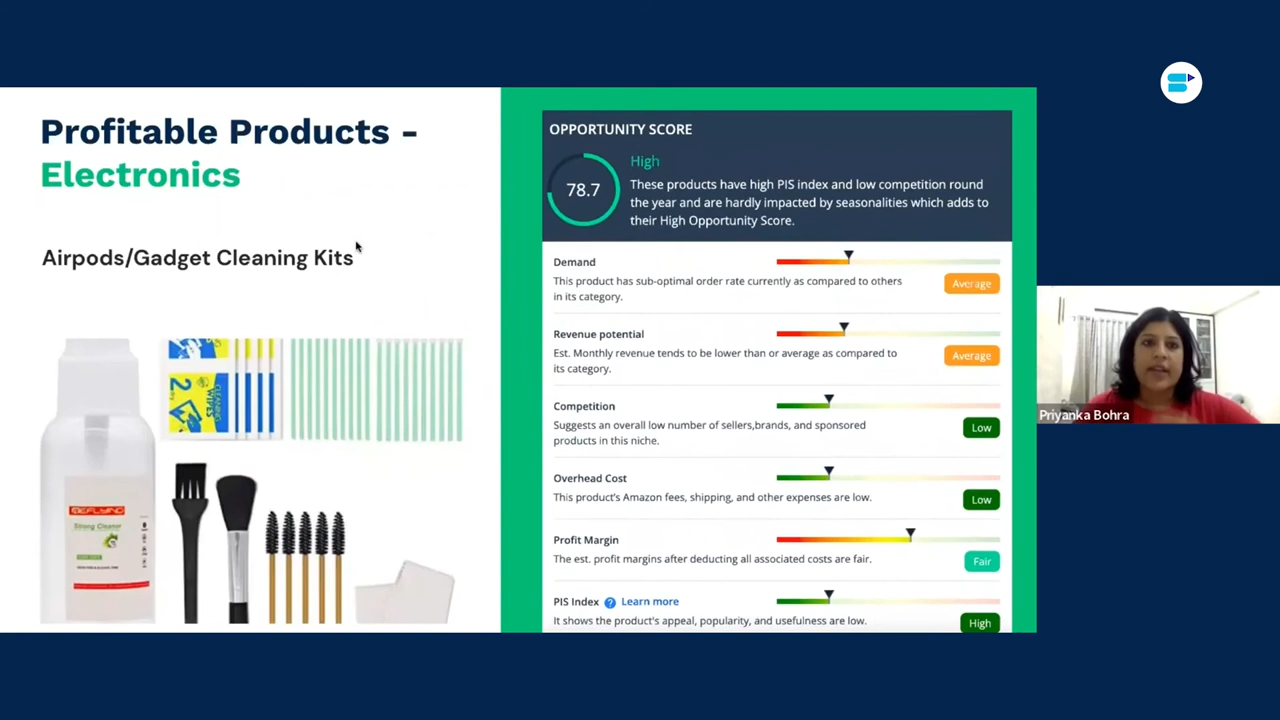 Profitable Products -
Electronics
Airpods/Gadget Cleaning Kits
CLEANING
WIPES
2
Strong Cleaner
OPPORTUNITY SCORE
78.7
High
These products have high PIS index and low competition round
the year and are hardly impacted by seasonalities which adds to
their High Opportunity Score.
Demand
This product has sub-optimal order rate currently as compared to others
in its category.
Average
Revenue potential
Est. Monthly revenue tends to be lower than or average as compared to
its category.
Average
Competition
Suggests an overall low number of sellers,brands, and sponsored
products in this niche.
Low
Overhead Cost
This product's Amazon fees, shipping, and other expenses are low.
Low
Profit Margin
The est. profit margins after deducting all associated costs are fair.
Fair
PIS Index ? Learn more
It shows the product's appeal, popularity, and usefulness are low.
High
Priyanka Bohra